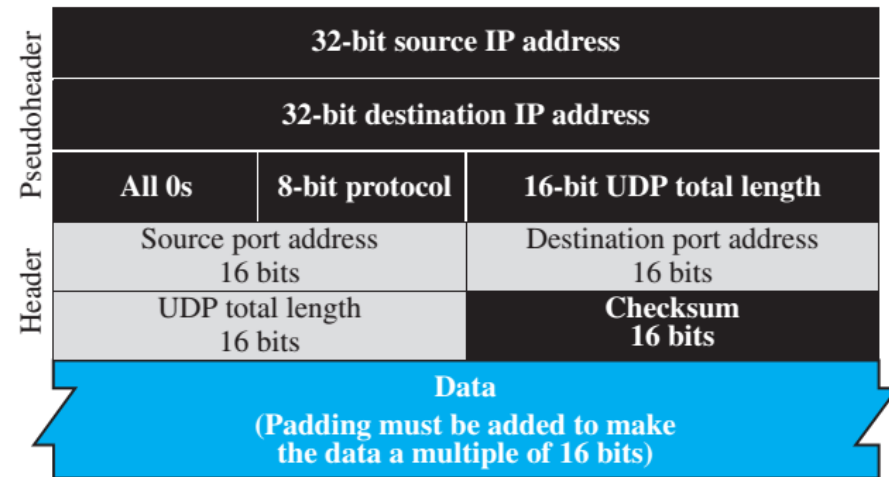 Pseudoheader
32-bit source IP address
32-bit destination IP address
All 0s
8-bit protocol
16-bit UDP total length
Header
Source port address
16 bits
Destination port address
16 bits
UDP total length
16 bits
Checksum
16 bits
Data
(Padding must be added to make
the data a multiple of 16 bits)